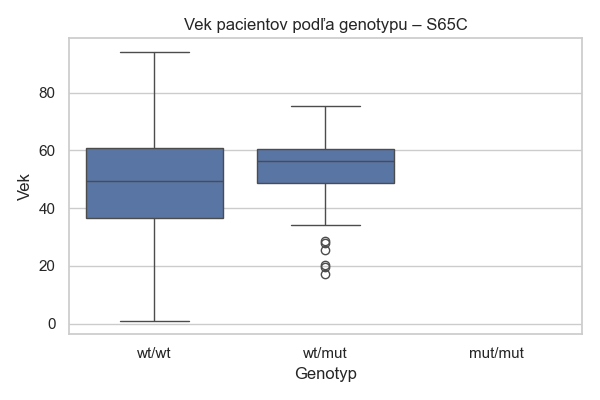 Vek pacientov podľa genotypu – S65C
Vek
80
60
40
20
0
wt/wt wt/mut mut/mut
Genotyp